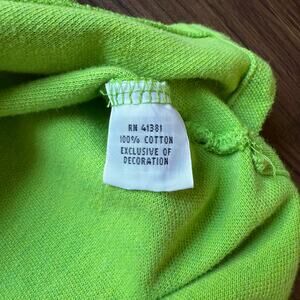 RN 41381
100% COTTON
EXCLUSIVE OF
DECORATION